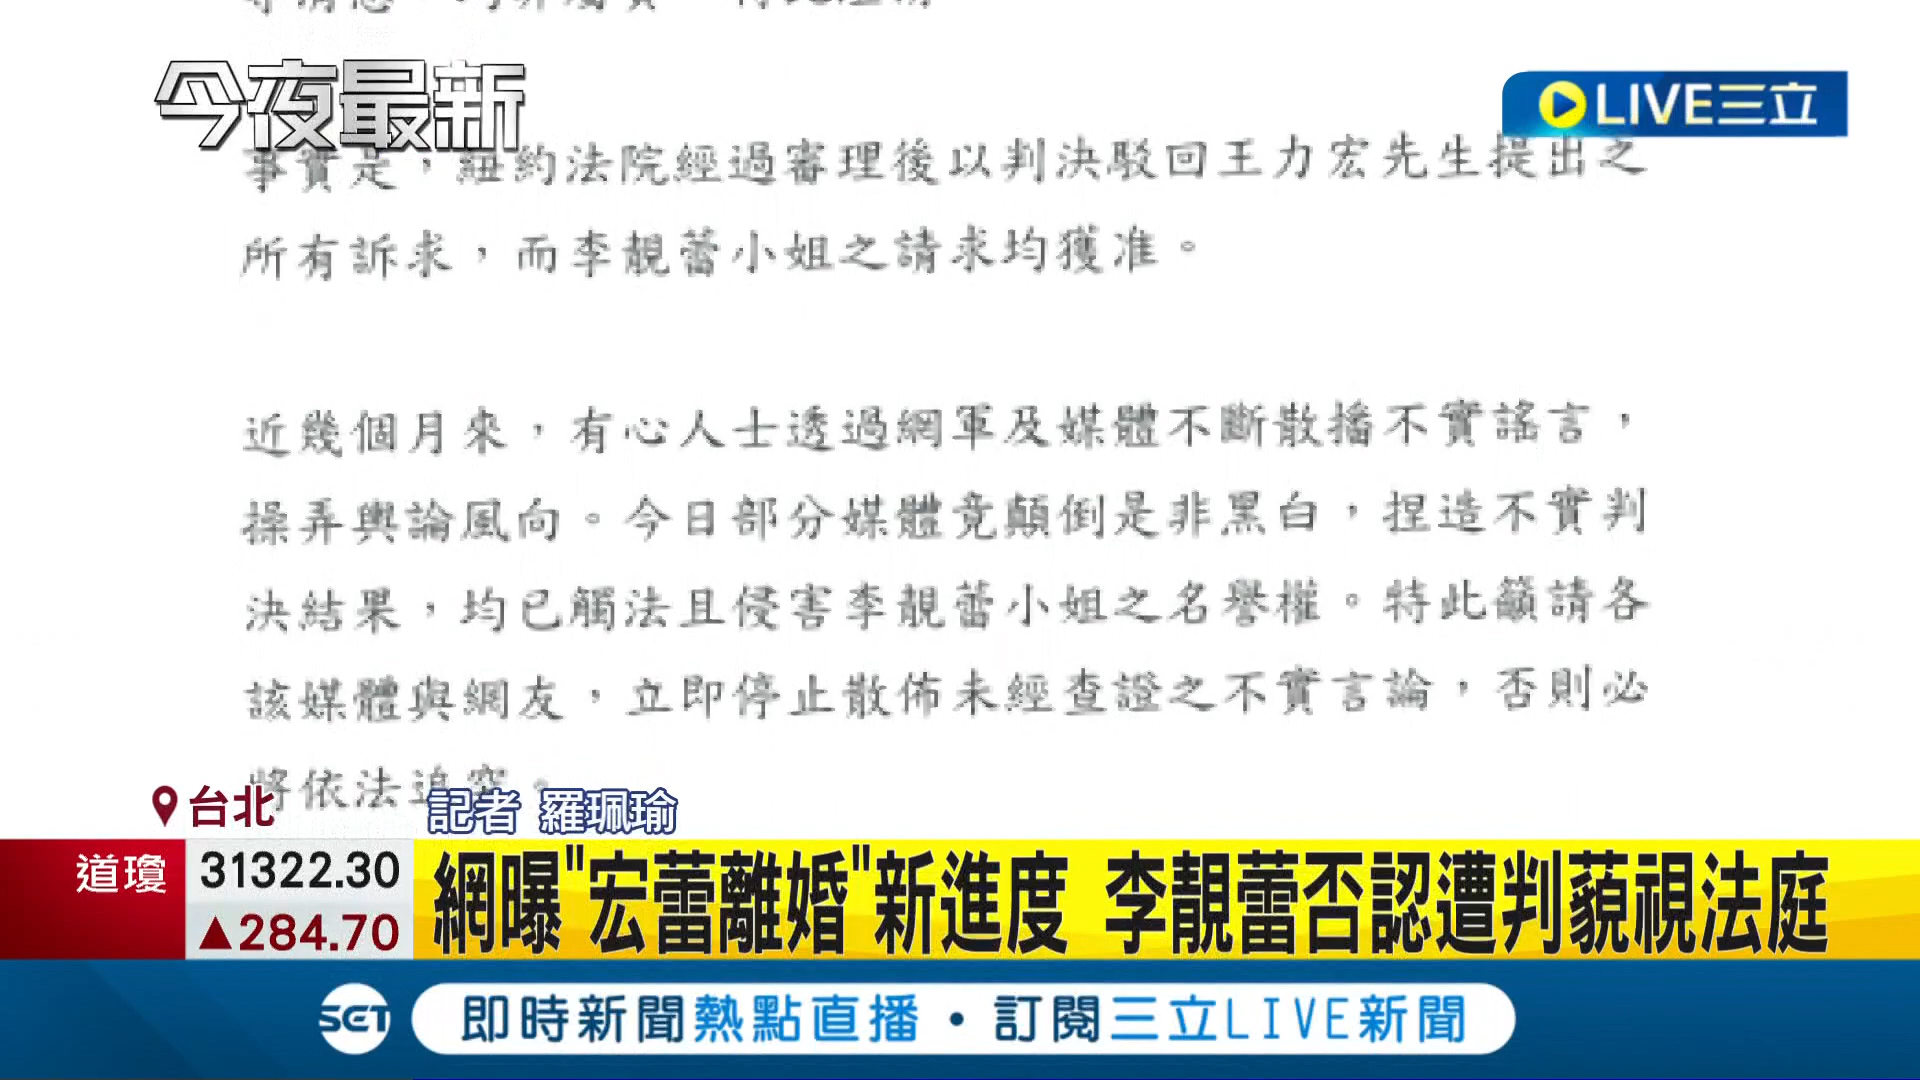 今夜最新
LIVE三立
事實是，紐約法院經過審理後以判決駁回王力宏先生提出之
所有訴求，而李靚蕾小姐之請求均獲准。
近幾個月來，有心人士透過網軍及媒體不斷散播不實謠言，
操弄輿論風向。今日部分媒體竟顛倒是非黑白，捏造不實判
決結果，均已觸法且侵害李靚蕾小姐之名譽權。特此籲請各
該媒體與網友，立即停止散佈未經查證之不實言論，否則必
將依法追究。
台北
記者 羅珮瑜
道瓊
31322.30
▲284.70
網曝"宏蕾離婚"新進度 李靚蕾否認遭判藐視法庭
SET
即時新聞熱點直播・訂閱三立LIVE新聞